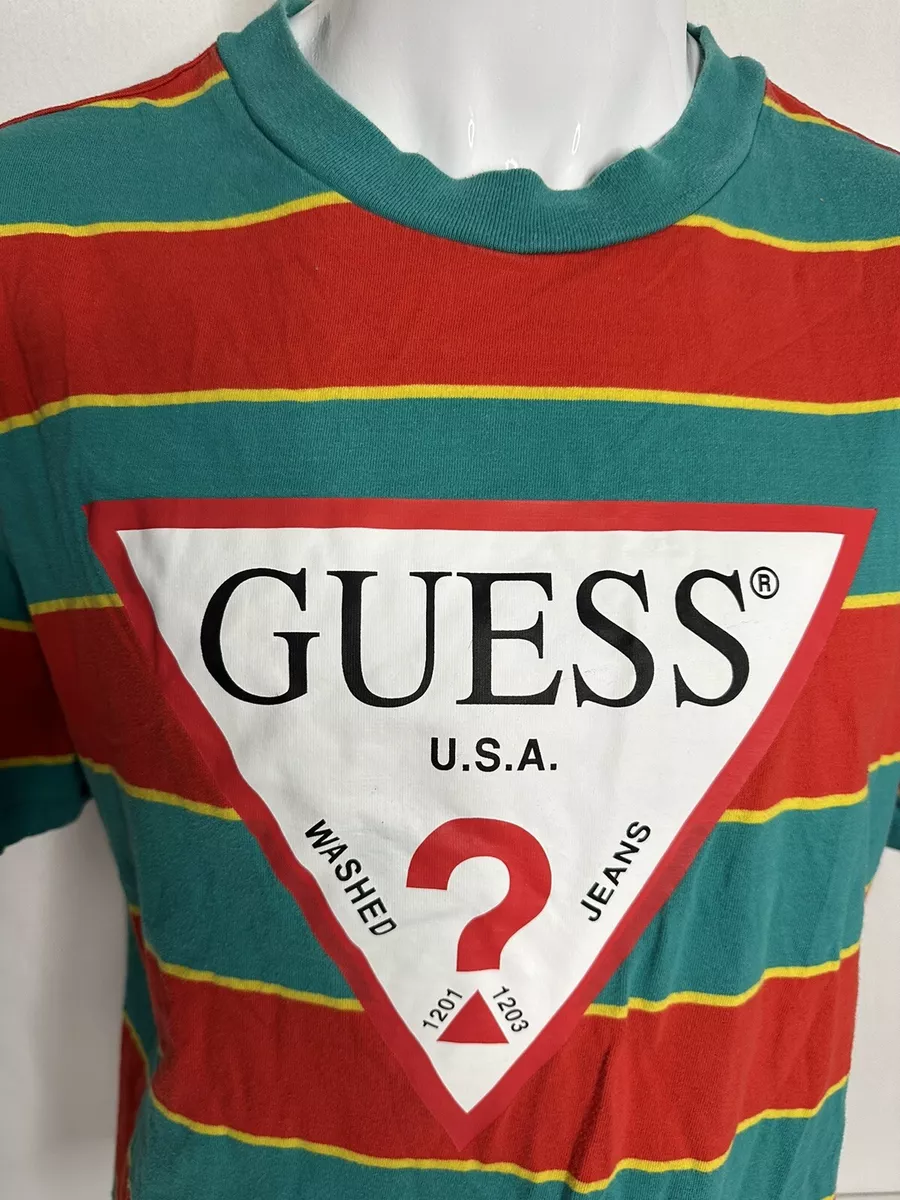 GUESS®
U.S.A.
WASHED ? JEANS
1201 1203